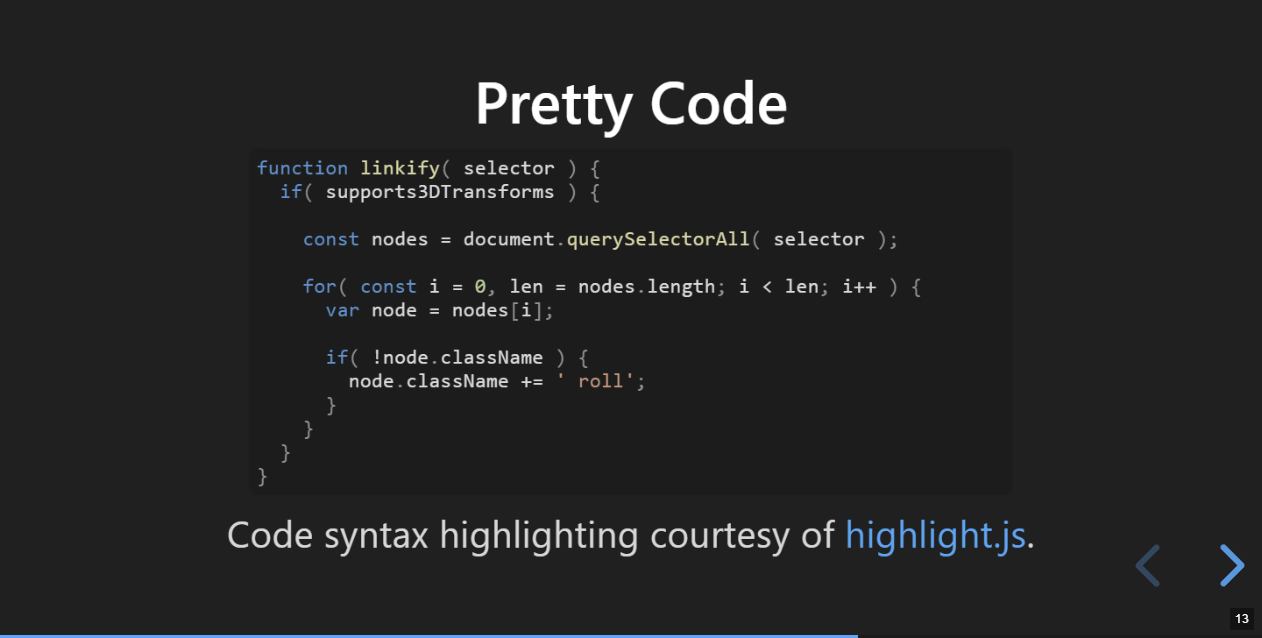 Pretty Code
function linkify( selector ) {
  if( supports3DTransforms ) {

    const nodes = document.querySelectorAll( selector );

    for( const i = 0, len = nodes.length; i < len; i++ ) {
      var node = nodes[i];

      if( !node.className ) {
        node.className += ' roll';
      }
    }
  }
}
Code syntax highlighting courtesy of highlight.js.
13